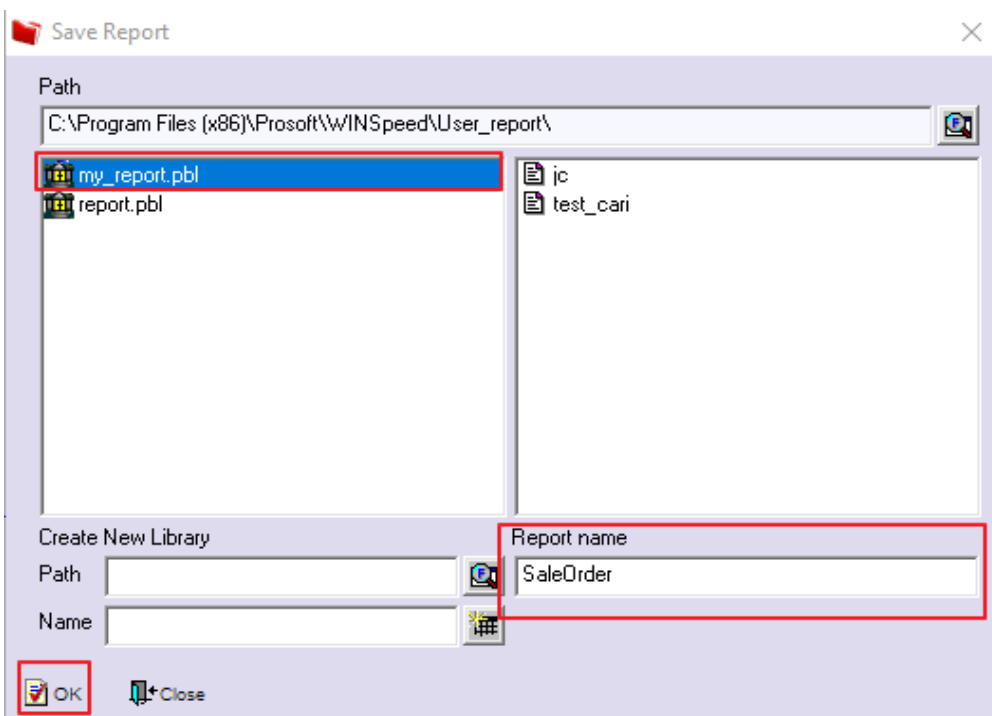 Save Report
Path
C:\Program Files (x86)\Prosoft\WINSpeed\User_report\
my_report.pbl
report.pbl
jc
test_cari
Create New Library
Path
Name
Report name
SaleOrder
OK
Close